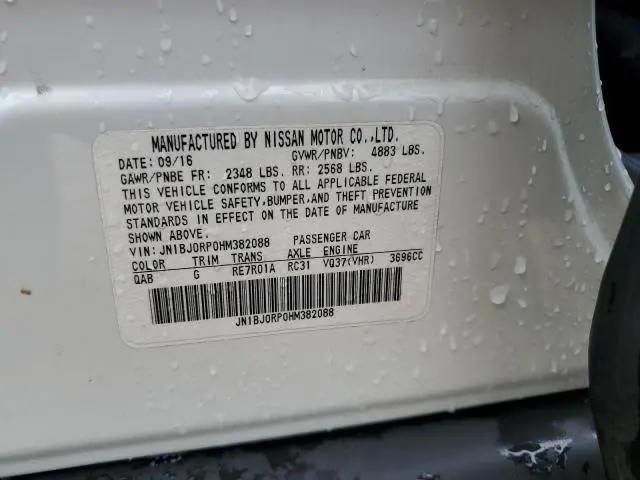 MANUFACTURED BY NISSAN MOTOR CO.,LTD.
DATE: 09/16 GVWR/PNBV: 4883 LBS.
GAWR/PNBE FR: 2348 LBS. RR: 2568 LBS.
THIS VEHICLE CONFORMS TO ALL APPLICABLE FEDERAL
MOTOR VEHICLE SAFETY,BUMPER,AND THEFT PREVENTION
STANDARDS IN EFFECT ON THE DATE OF MANUFACTURE
SHOWN ABOVE.
VIN: JN1BJ0RP0HM382088 PASSENGER CAR
COLOR TRIM TRANS AXLE ENGINE
QAB G RE7R01A RC31 VQ37(VHR) 3696CC
JN1BJ0RP0HM382088